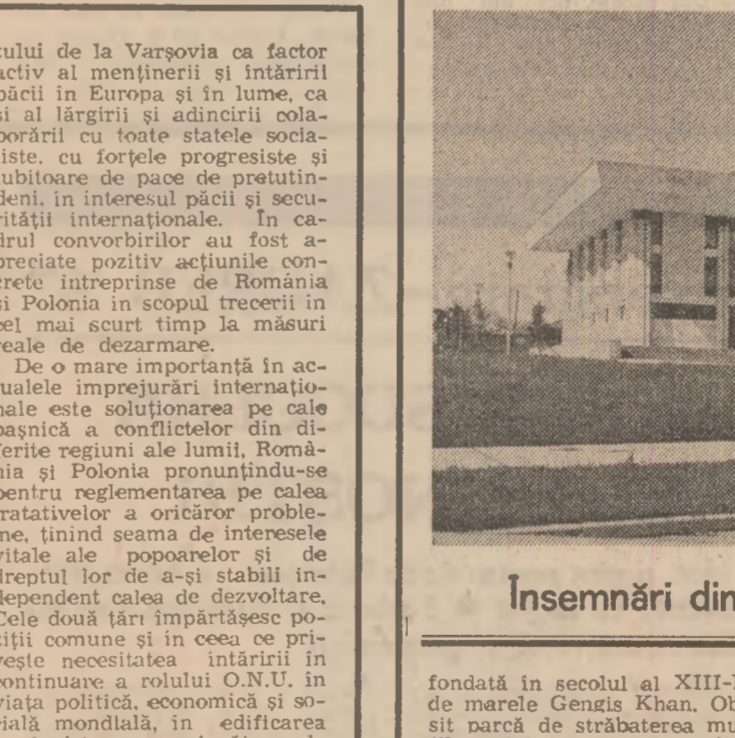 tului de la Varşovia ca factor
activ al menţinerii şi întăririi
păcii în Europa şi în lume, ca
şi al lărgirii şi adîncirii cola-
borării cu toate statele socia-
iste, cu forţele progresiste şi
iubitoare de pace de pretutin-
deni, în interesul păcii şi secu-
rităţii internaţionale. În ca-
drul convorbirilor au fost a-
preciate pozitiv acţiunile con-
crete întreprinse de România
şi Polonia în scopul trecerii în
cel mai scurt timp la măsuri
reale de dezarmare.
De o mare importanţă în ac-
tualele împrejurări internaţio-
nale este soluţionarea pe cale
paşnică a conflictelor din di-
ferite regiuni ale lumii, Româ-
nia şi Polonia pronunţîndu-se
pentru reglementarea pe calea
tratativelor a oricăror proble-
me, ţinînd seama de interesele
vitale ale popoarelor şi de
dreptul lor de a-şi stabili in-
dependent calea de dezvoltare.
Cele două ţări împărtăşesc po-
ziţii comune şi în ceea ce pri-
veşte necesitatea întăririi în
continuare a rolului O.N.U. în
viaţa politică, economică şi so-
cială mondială, în edificarea
Însemnări din
fondată în secolul al XIII-l
de marele Gengis Khan. Ob
sit parcă de străbaterea mu